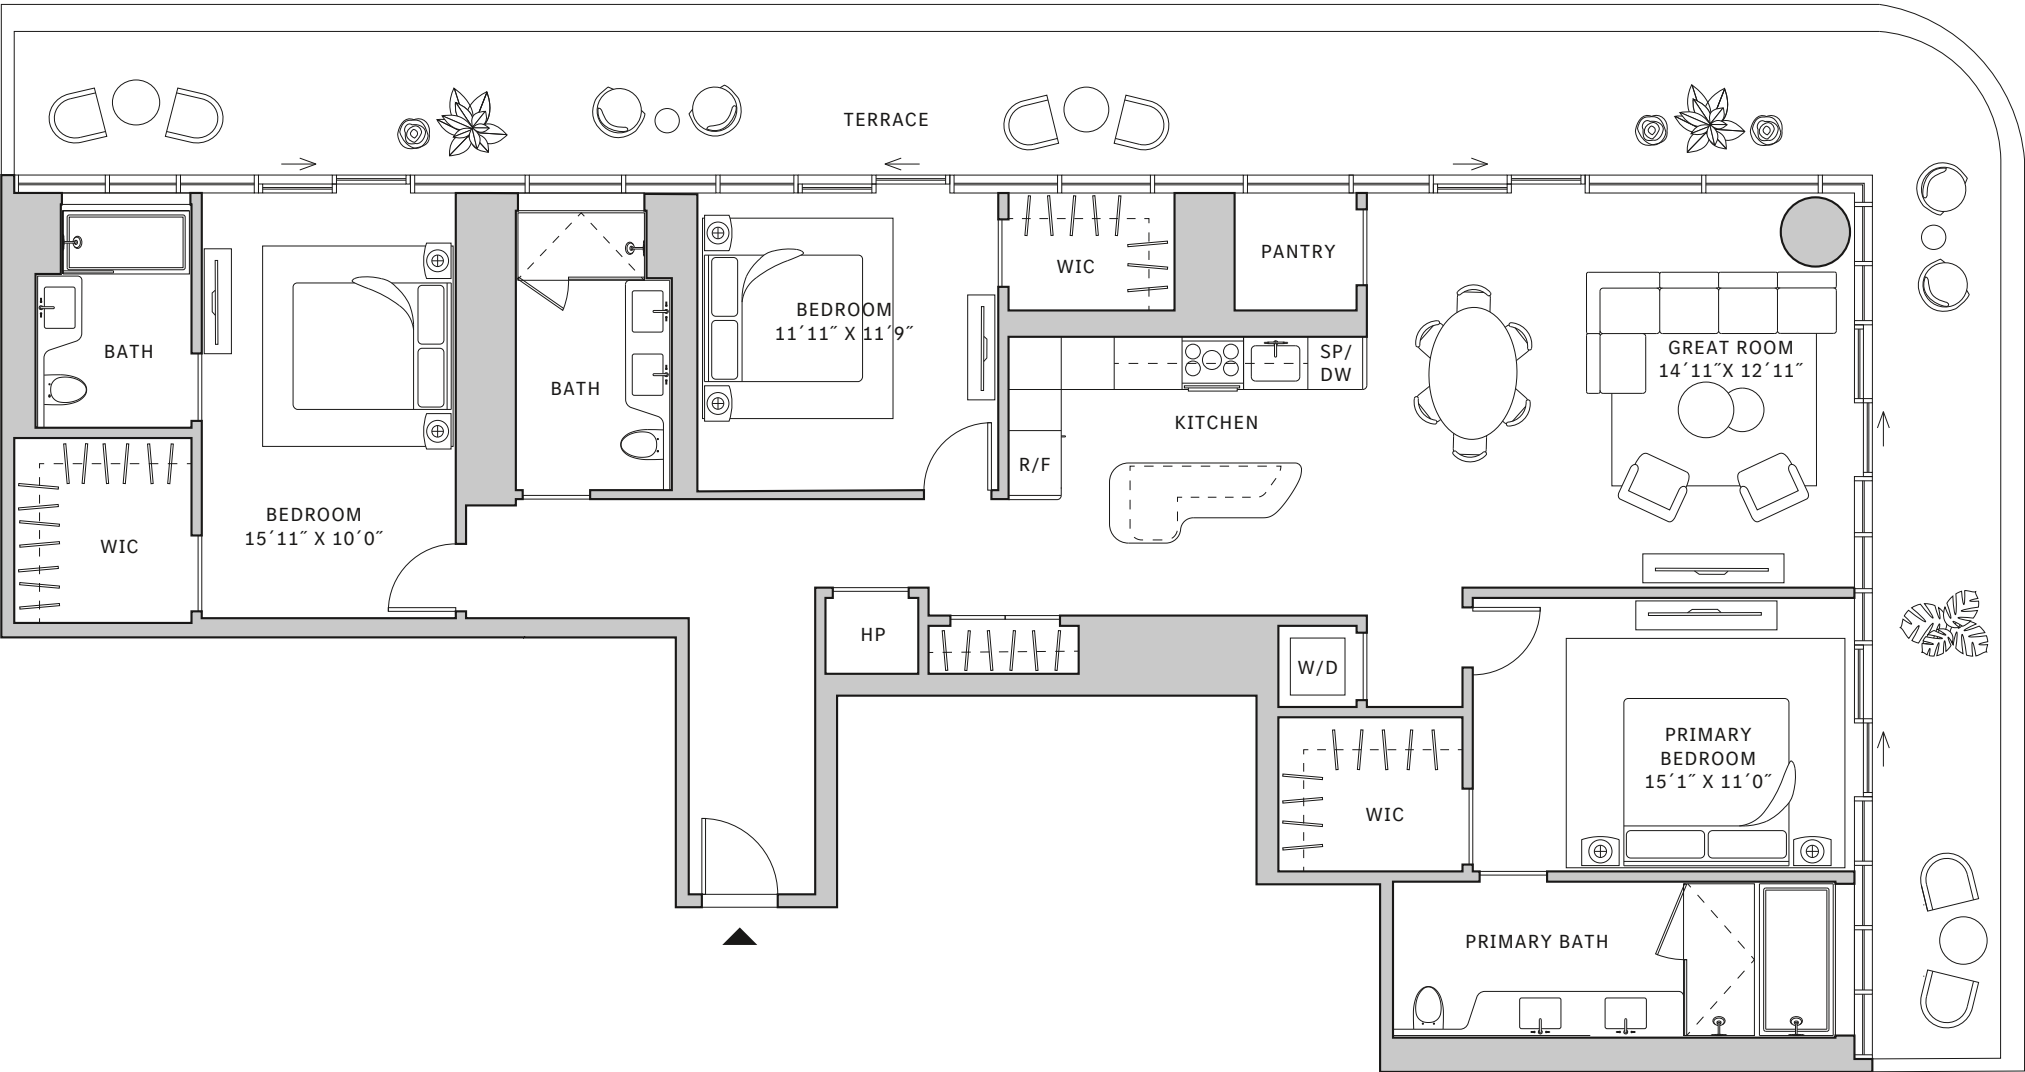 TERRACE
PANTRY
WIC
BEDROOM
11′11″ X 11′9″
GREAT ROOM
14′11″X 12′11″
SP/
DW
BATH
BATH
KITCHEN
R/F
BEDROOM
15′11″ X 10′0″
WIC
HP
W/D
PRIMARY
BEDROOM
15′1″ X 11′0″
WIC
PRIMARY BATH